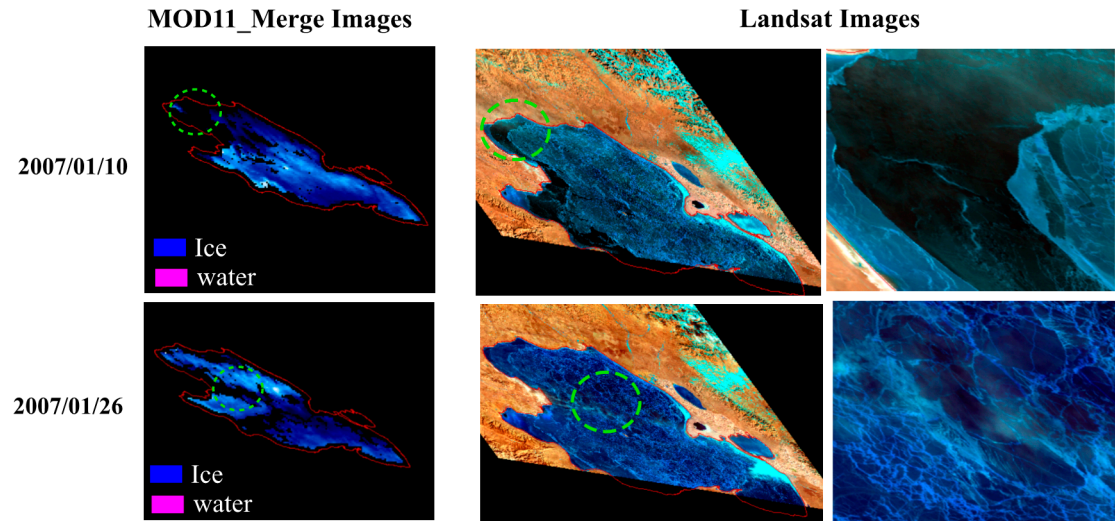 MOD11_Merge Images
Landsat Images
2007/01/10
Ice
water
2007/01/26
Ice
water